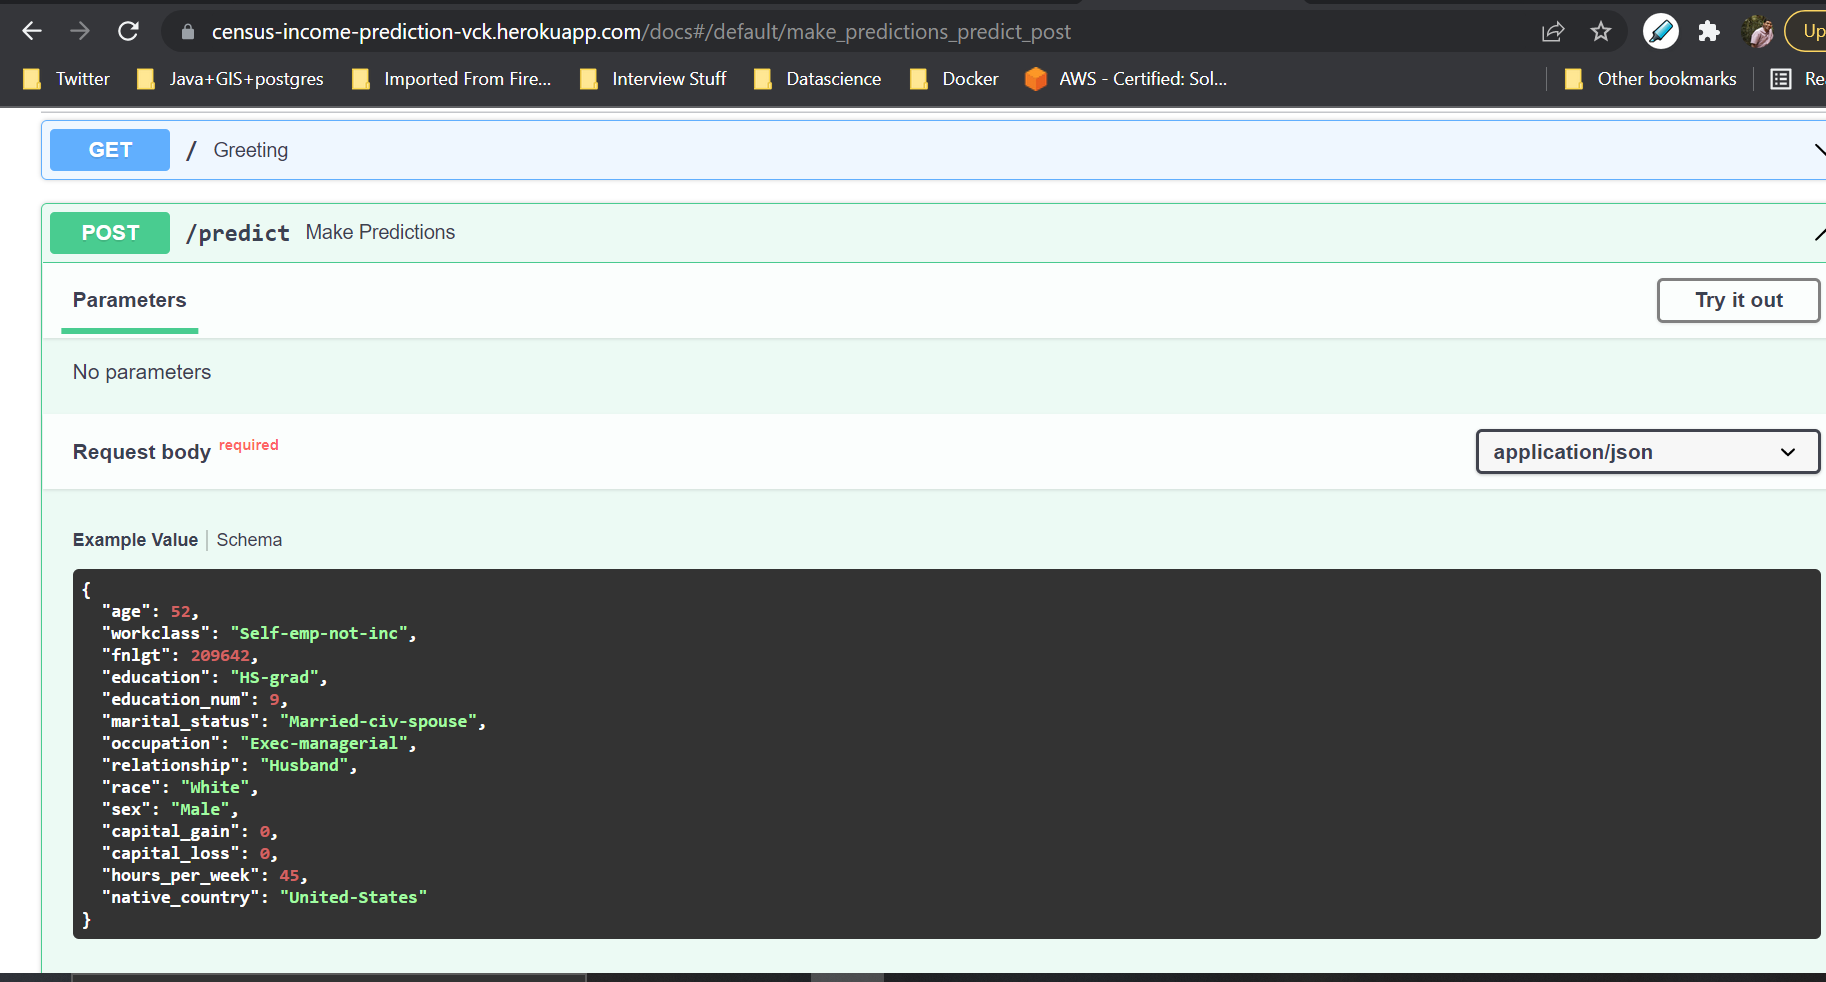 census-income-prediction-vck.herokuapp.com/docs#/default/make_predictions_predict_post
Up
Twitter Java+GIS+postgres Imported From Fire... Interview Stuff Datascience Docker AWS - Certified: Sol... Other bookmarks Re
GET / Greeting
POST /predict Make Predictions
Parameters Try it out
No parameters
Request body required application/json
Example Value Schema
{
"age": 52,
"workclass": "Self-emp-not-inc",
"fnlgt": 209642,
"education": "HS-grad",
"education_num": 9,
"marital_status": "Married-civ-spouse",
"occupation": "Exec-managerial",
"relationship": "Husband",
"race": "White",
"sex": "Male",
"capital_gain": 0,
"capital_loss": 0,
"hours_per_week": 45,
"native_country": "United-States"
}